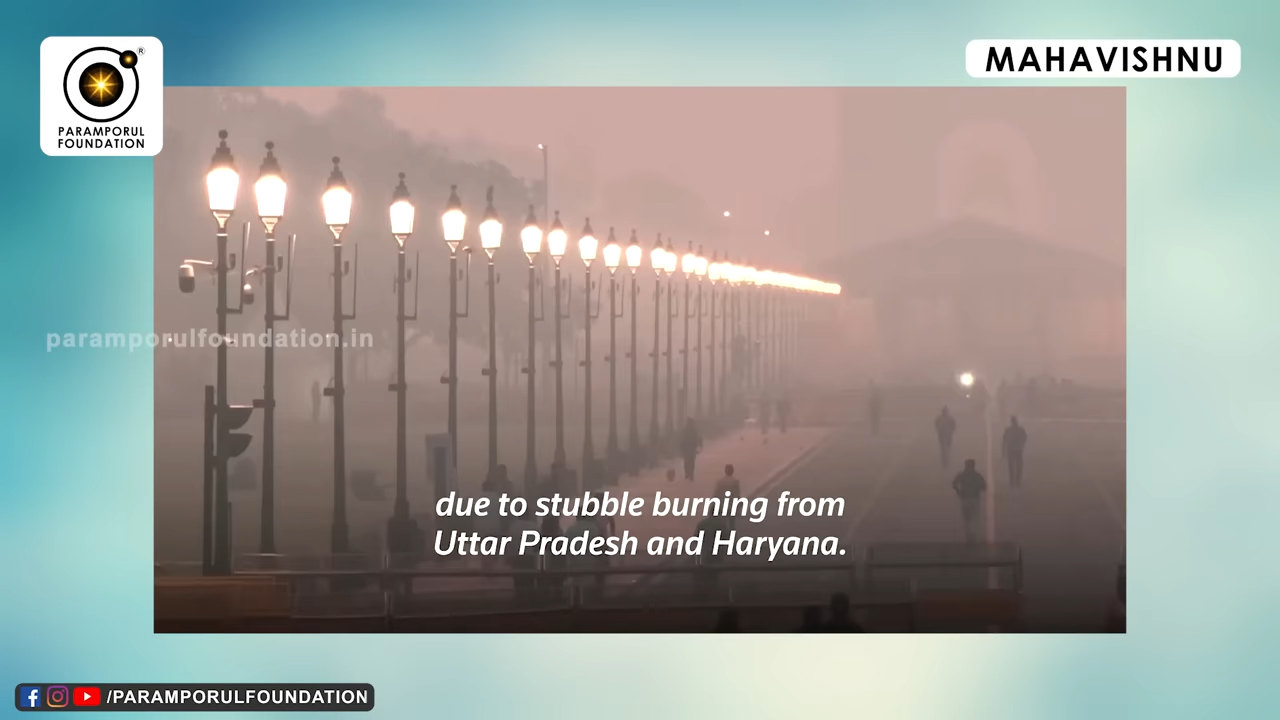 ®
PARAMPORUL
FOUNDATION
MAHAVISHNU
paramporulfoundation.in
due to stubble burning from
Uttar Pradesh and Haryana.
/PARAMPORULFOUNDATION